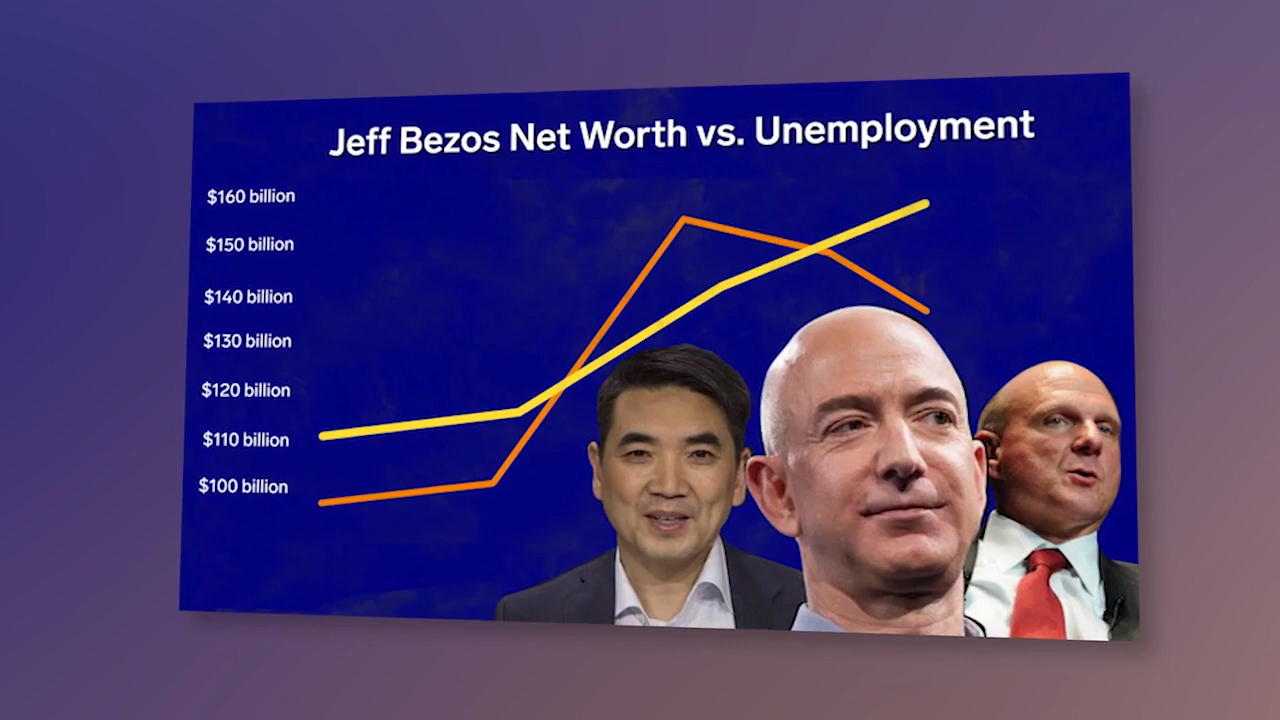 Jeff Bezos Net Worth vs. Unemployment
$160 billion
$150 billion
$140 billion
$130 billion
$120 billion
$110 billion
$100 billion